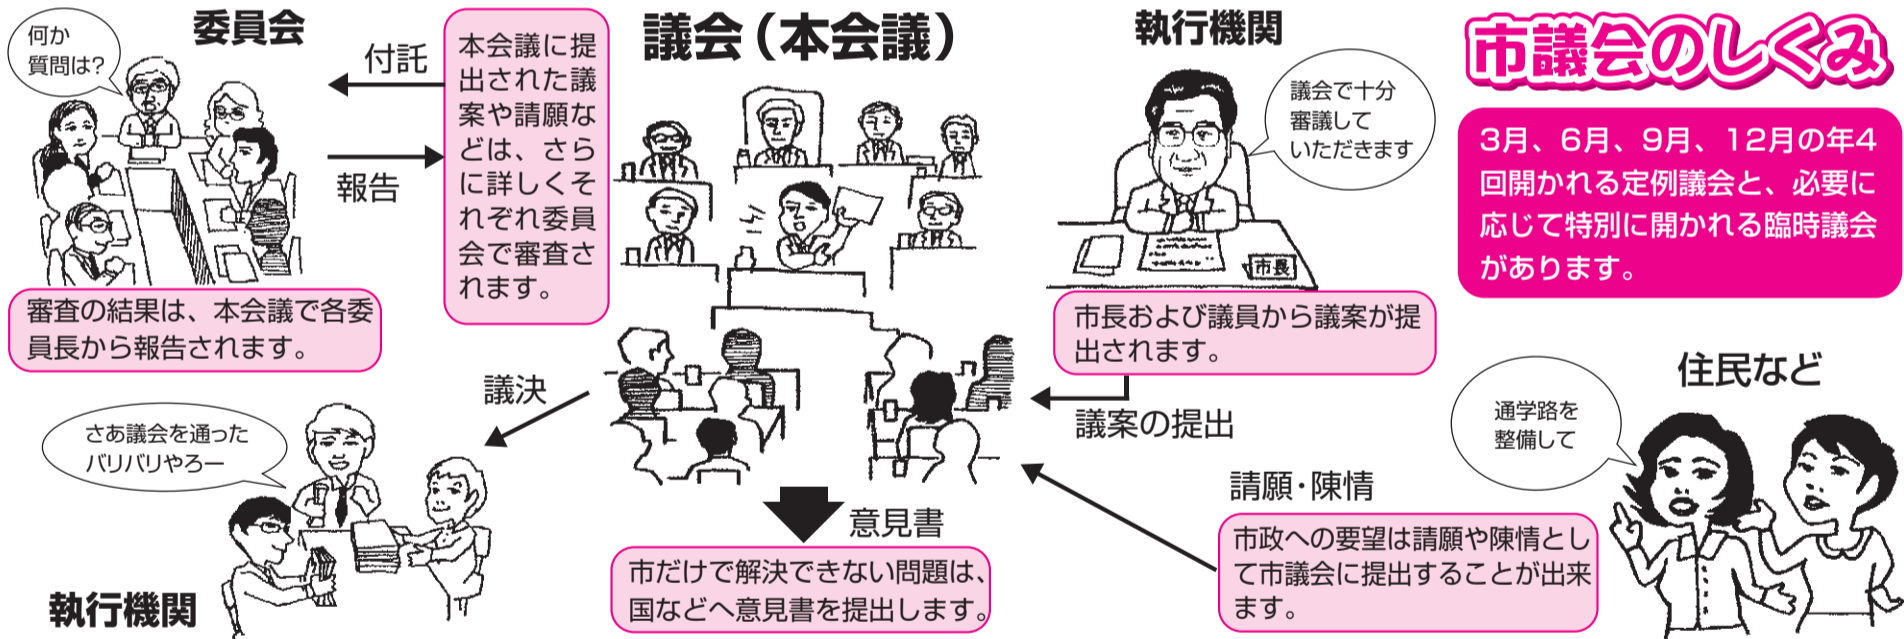 市議会のしくみ
3月、6月、9月、12月の年4
回開かれる定例議会と、必要に
応じて特別に開かれる臨時議会
があります。
住民など
通学路を
整備して
請願・陳情
市政への要望は請願や陳情とし
て市議会に提出することが出来
ます。
執行機関
議会で十分
審議して
いただきます
市長
市長および議員から議案が提
出されます。
議案の提出
議会（本会議）
本会議に提
出された議
案や請願な
どは、さら
に詳しくそ
れぞれ委員
会で審査さ
れます。
付託
報告
委員会
何か
質問は?
審査の結果は、本会議で各委
員長から報告されます。
議決
さあ議会を通った
バリバリやろー
執行機関
意見書
市だけで解決できない問題は、
国などへ意見書を提出します。